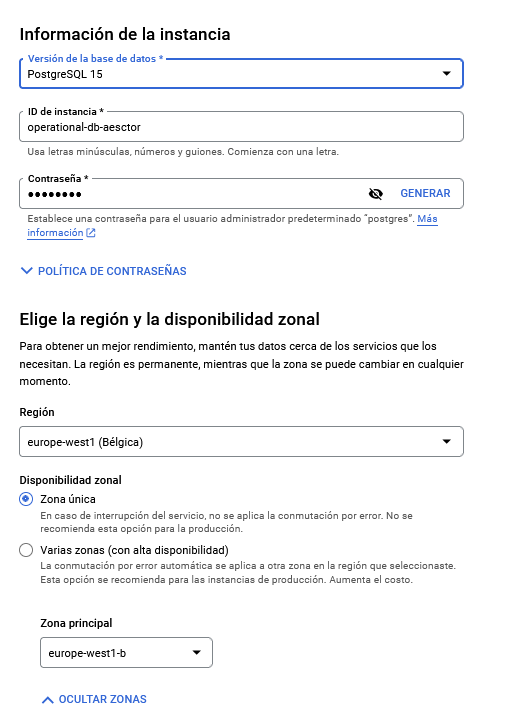 Información de la instancia
Versión de la base de datos *
PostgreSQL 15
ID de instancia *
operational-db-aesctor
Usa letras minúsculas, números y guiones. Comienza con una letra.
Contraseña *
••••••••
GENERAR
Establece una contraseña para el usuario administrador predeterminado “postgres”. Más
información
POLÍTICA DE CONTRASEÑAS
Elige la región y la disponibilidad zonal
Para obtener un mejor rendimiento, mantén tus datos cerca de los servicios que los
necesitan. La región es permanente, mientras que la zona se puede cambiar en cualquier
momento.
Región
europe-west1 (Bélgica)
Disponibilidad zonal
Zona única
En caso de interrupción del servicio, no se aplica la conmutación por error. No se
recomienda esta opción para la producción.
Varias zonas (con alta disponibilidad)
La conmutación por error automática se aplica a otra zona en la región que seleccionaste.
Esta opción se recomienda para las instancias de producción. Aumenta el costo.
Zona principal
europe-west1-b
OCULTAR ZONAS